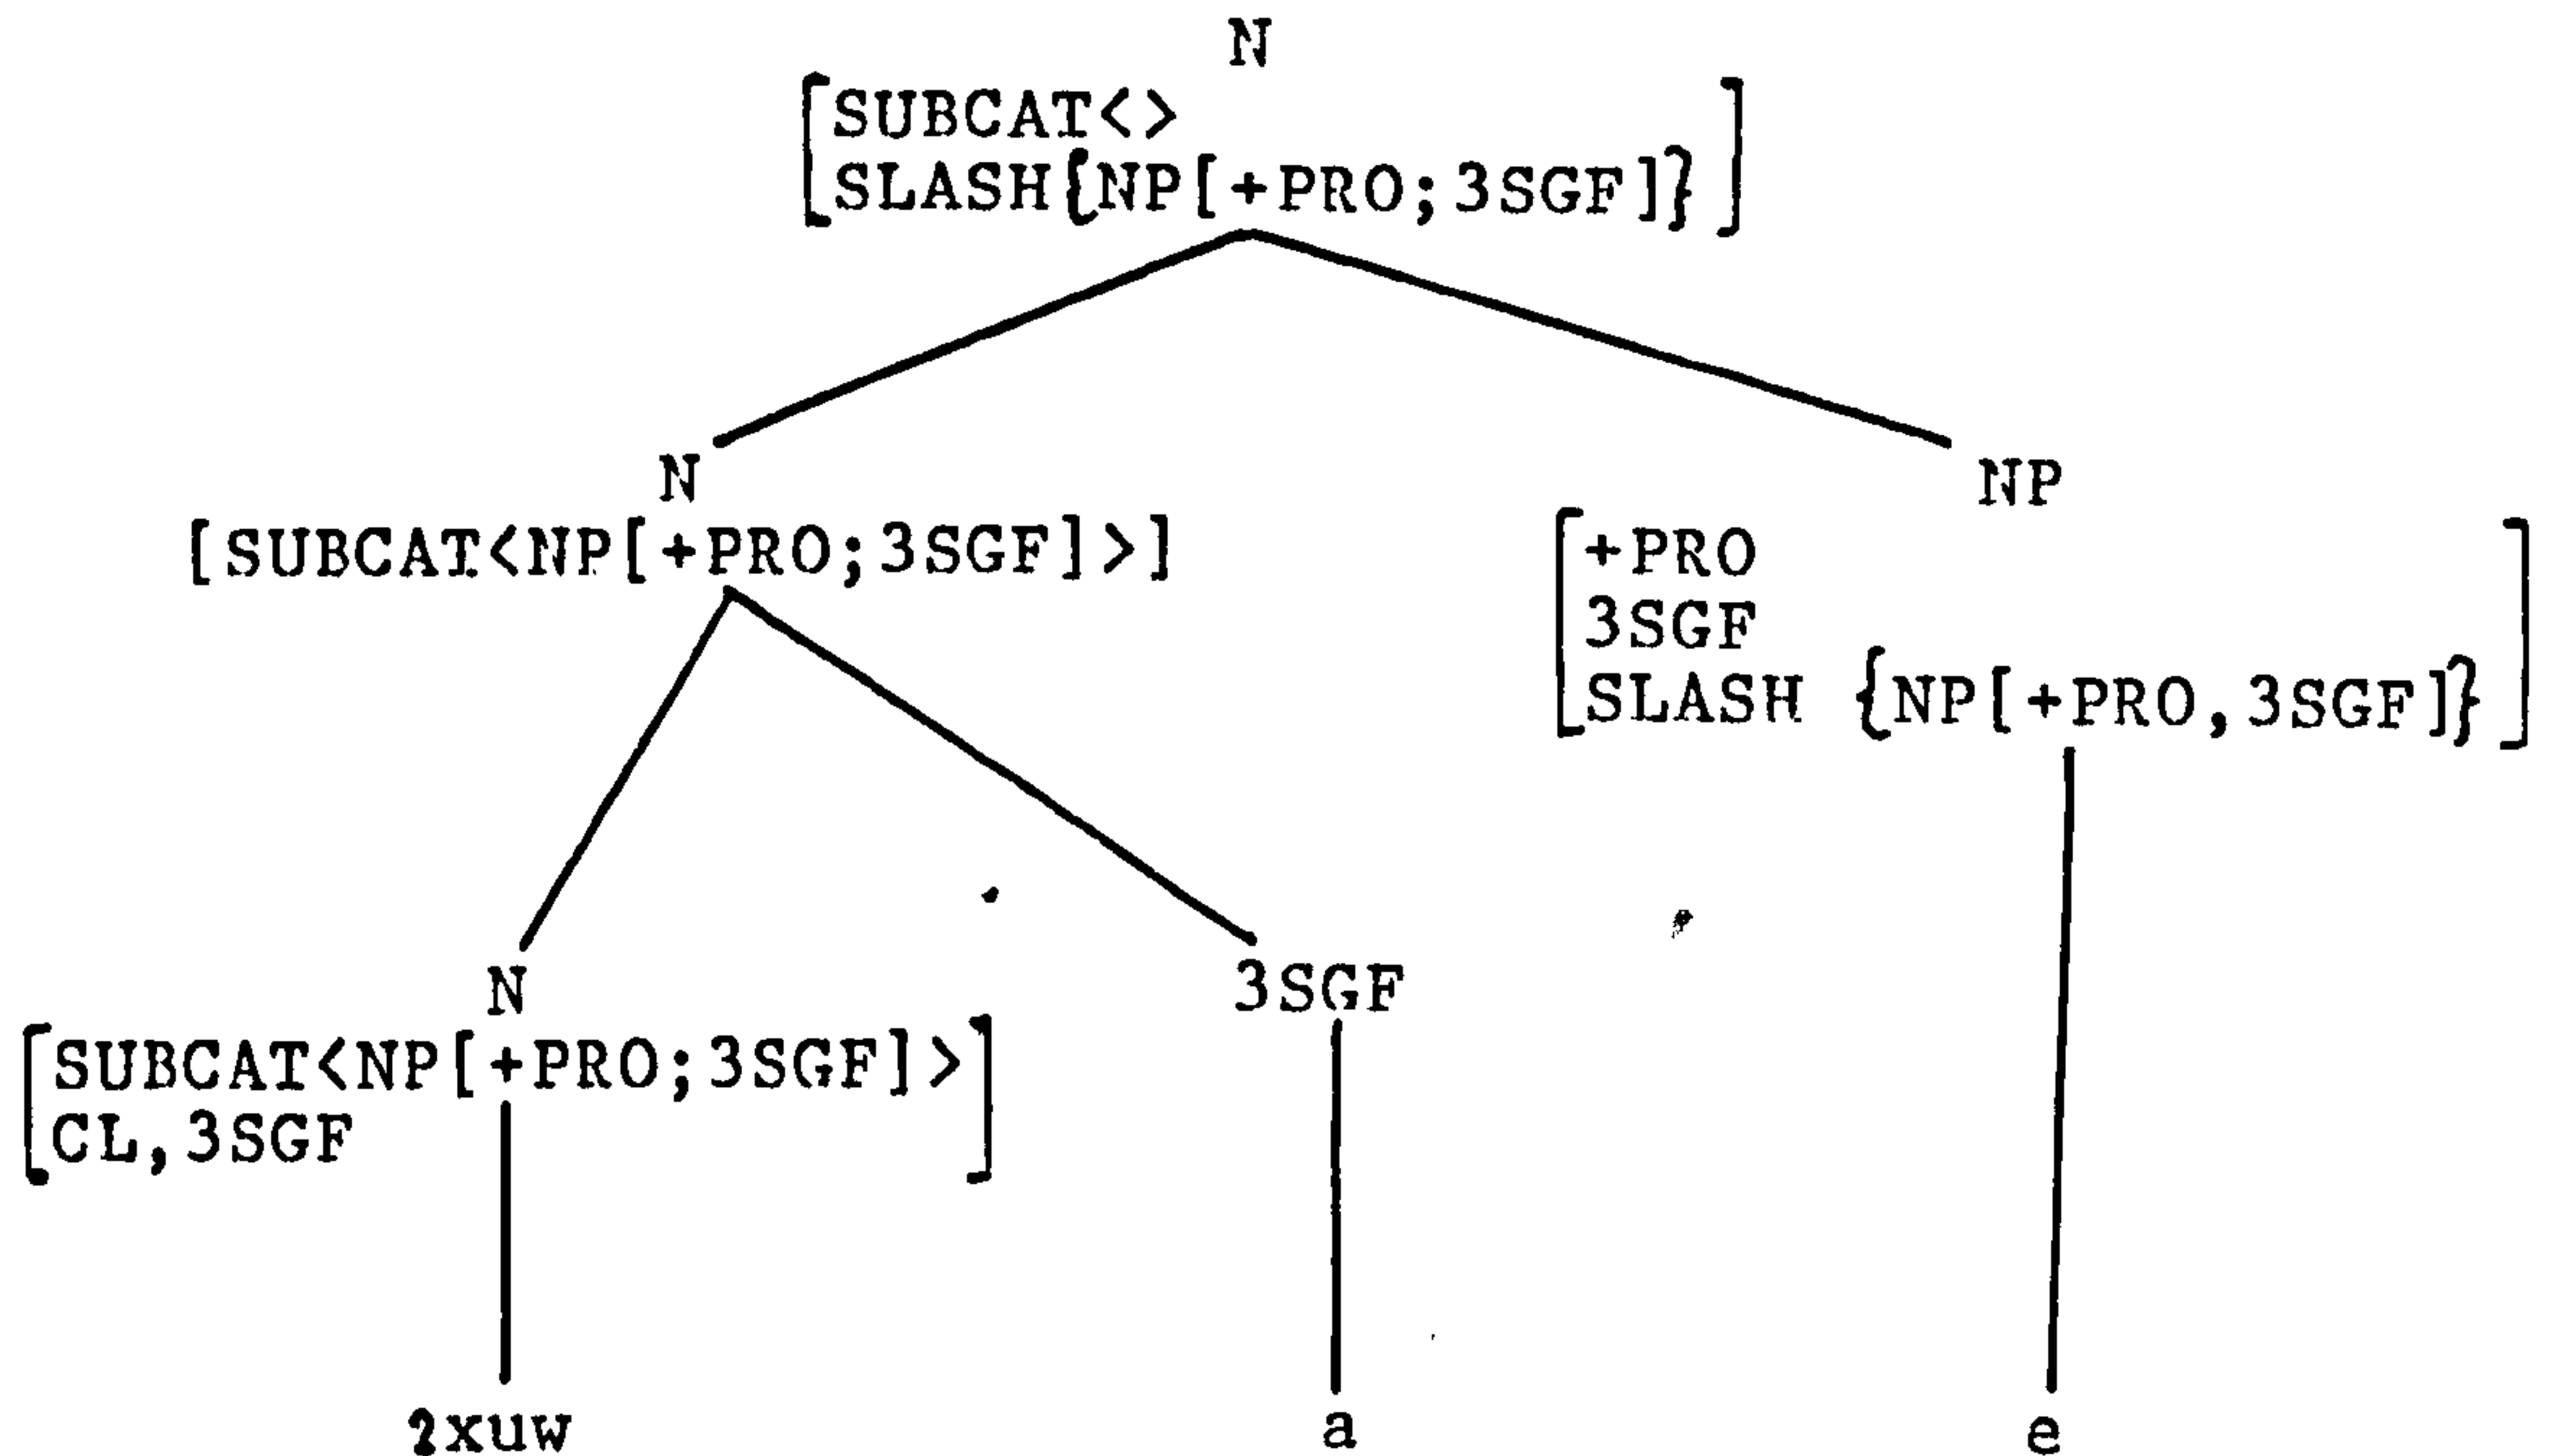 N
[SUBCAT<>
SLASH{NP[+PRO;3SGF]}]
N NP
[SUBCAT<NP[+PRO;3SGF]>]
[+PRO
3SGF
SLASH {NP[+PRO,3SGF]}]
N 3SGF
[SUBCAT<NP[+PRO;3SGF]>
CL,3SGF]
ʔxuw a e